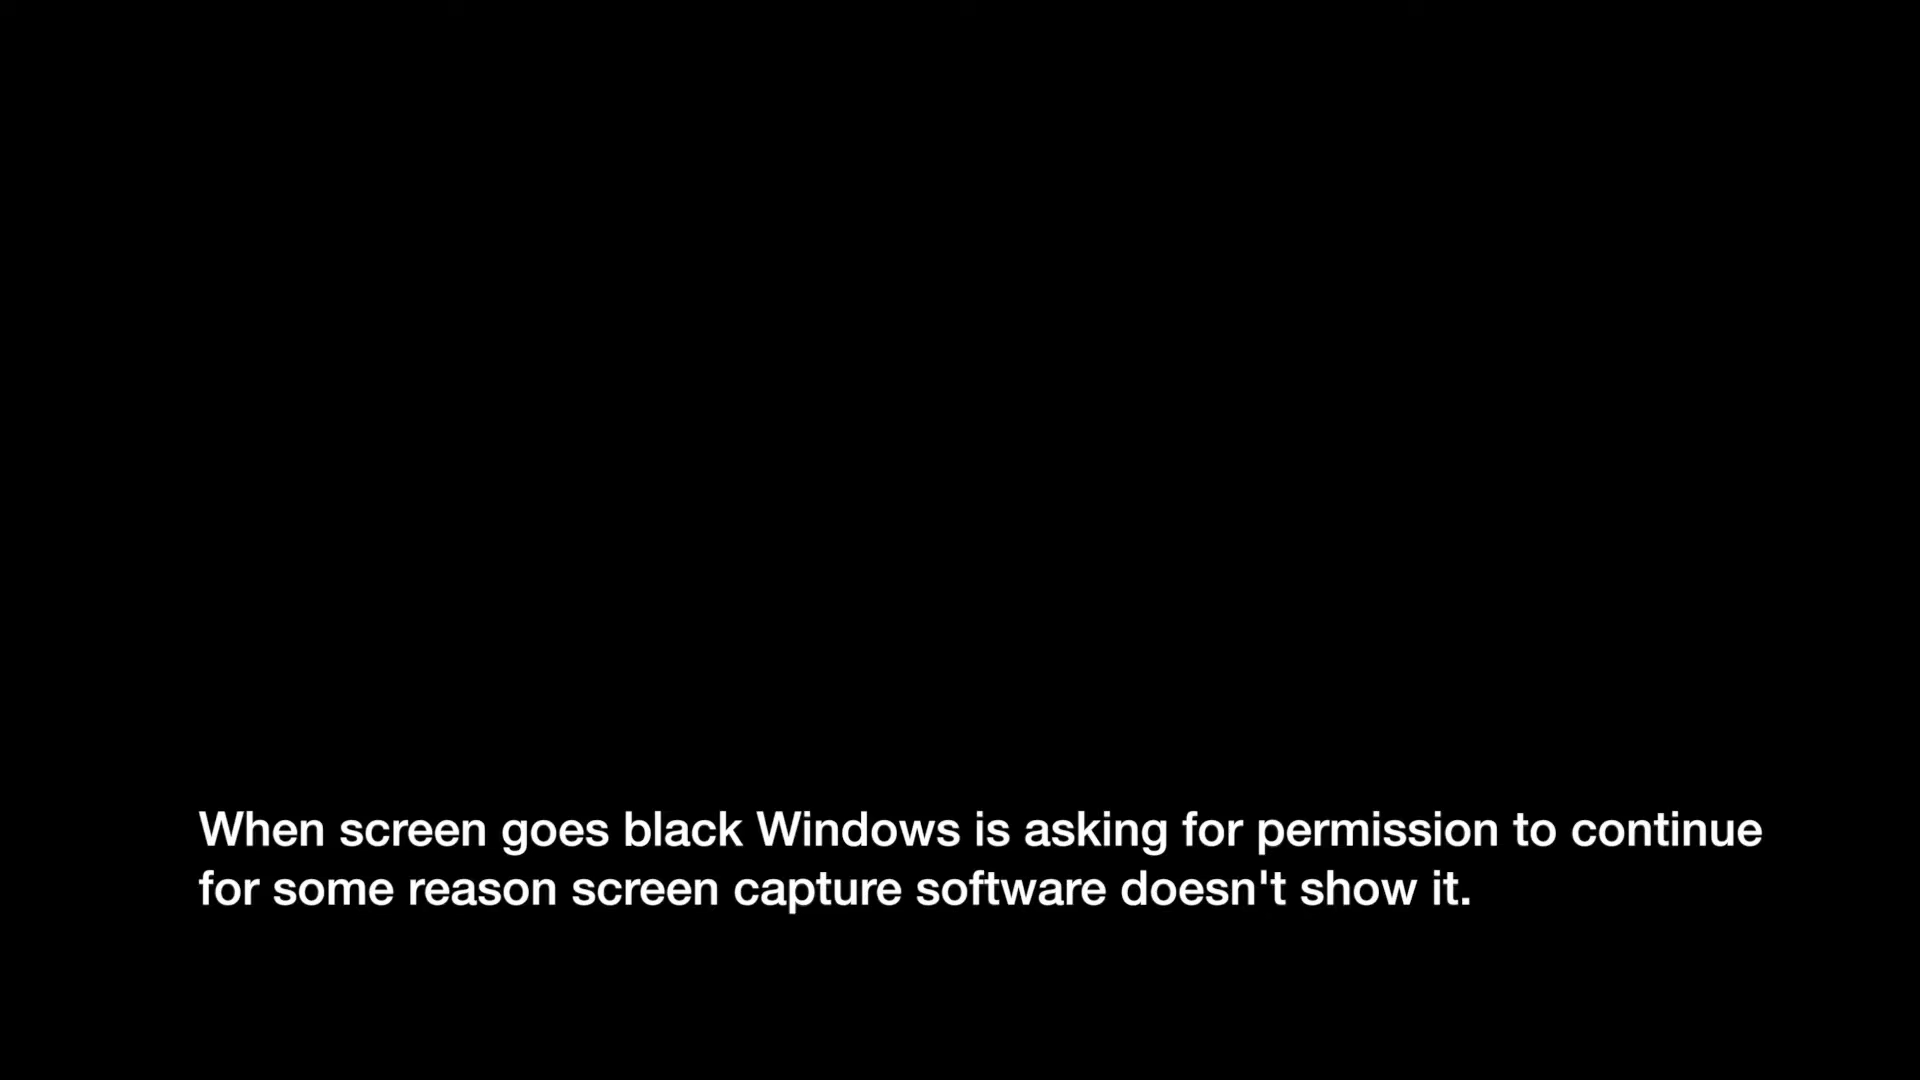 When screen goes black Windows is asking for permission to continue
for some reason screen capture software doesn't show it.